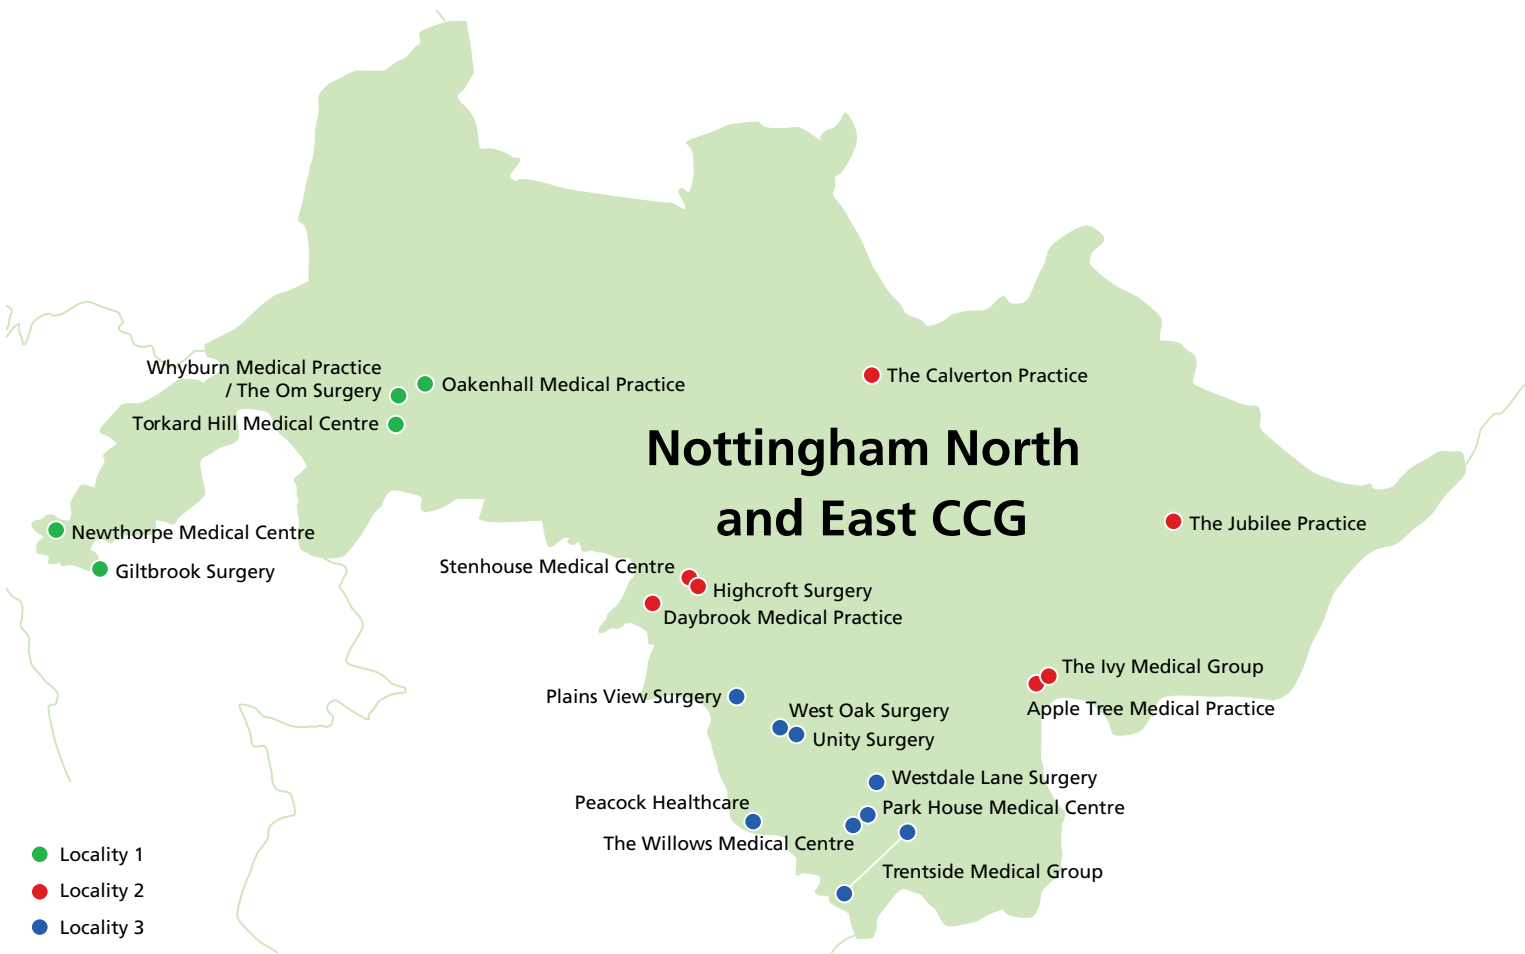 Whyburn Medical Practice
/ The Om Surgery
Oakenhall Medical Practice
The Calverton Practice
Torkard Hill Medical Centre
Nottingham North
and East CCG
Newthorpe Medical Centre
The Jubilee Practice
Giltbrook Surgery
Stenhouse Medical Centre
Highcroft Surgery
Daybrook Medical Practice
The Ivy Medical Group
Plains View Surgery
Apple Tree Medical Practice
West Oak Surgery
Unity Surgery
Westdale Lane Surgery
Peacock Healthcare
Park House Medical Centre
The Willows Medical Centre
Trentside Medical Group
Locality 1
Locality 2
Locality 3